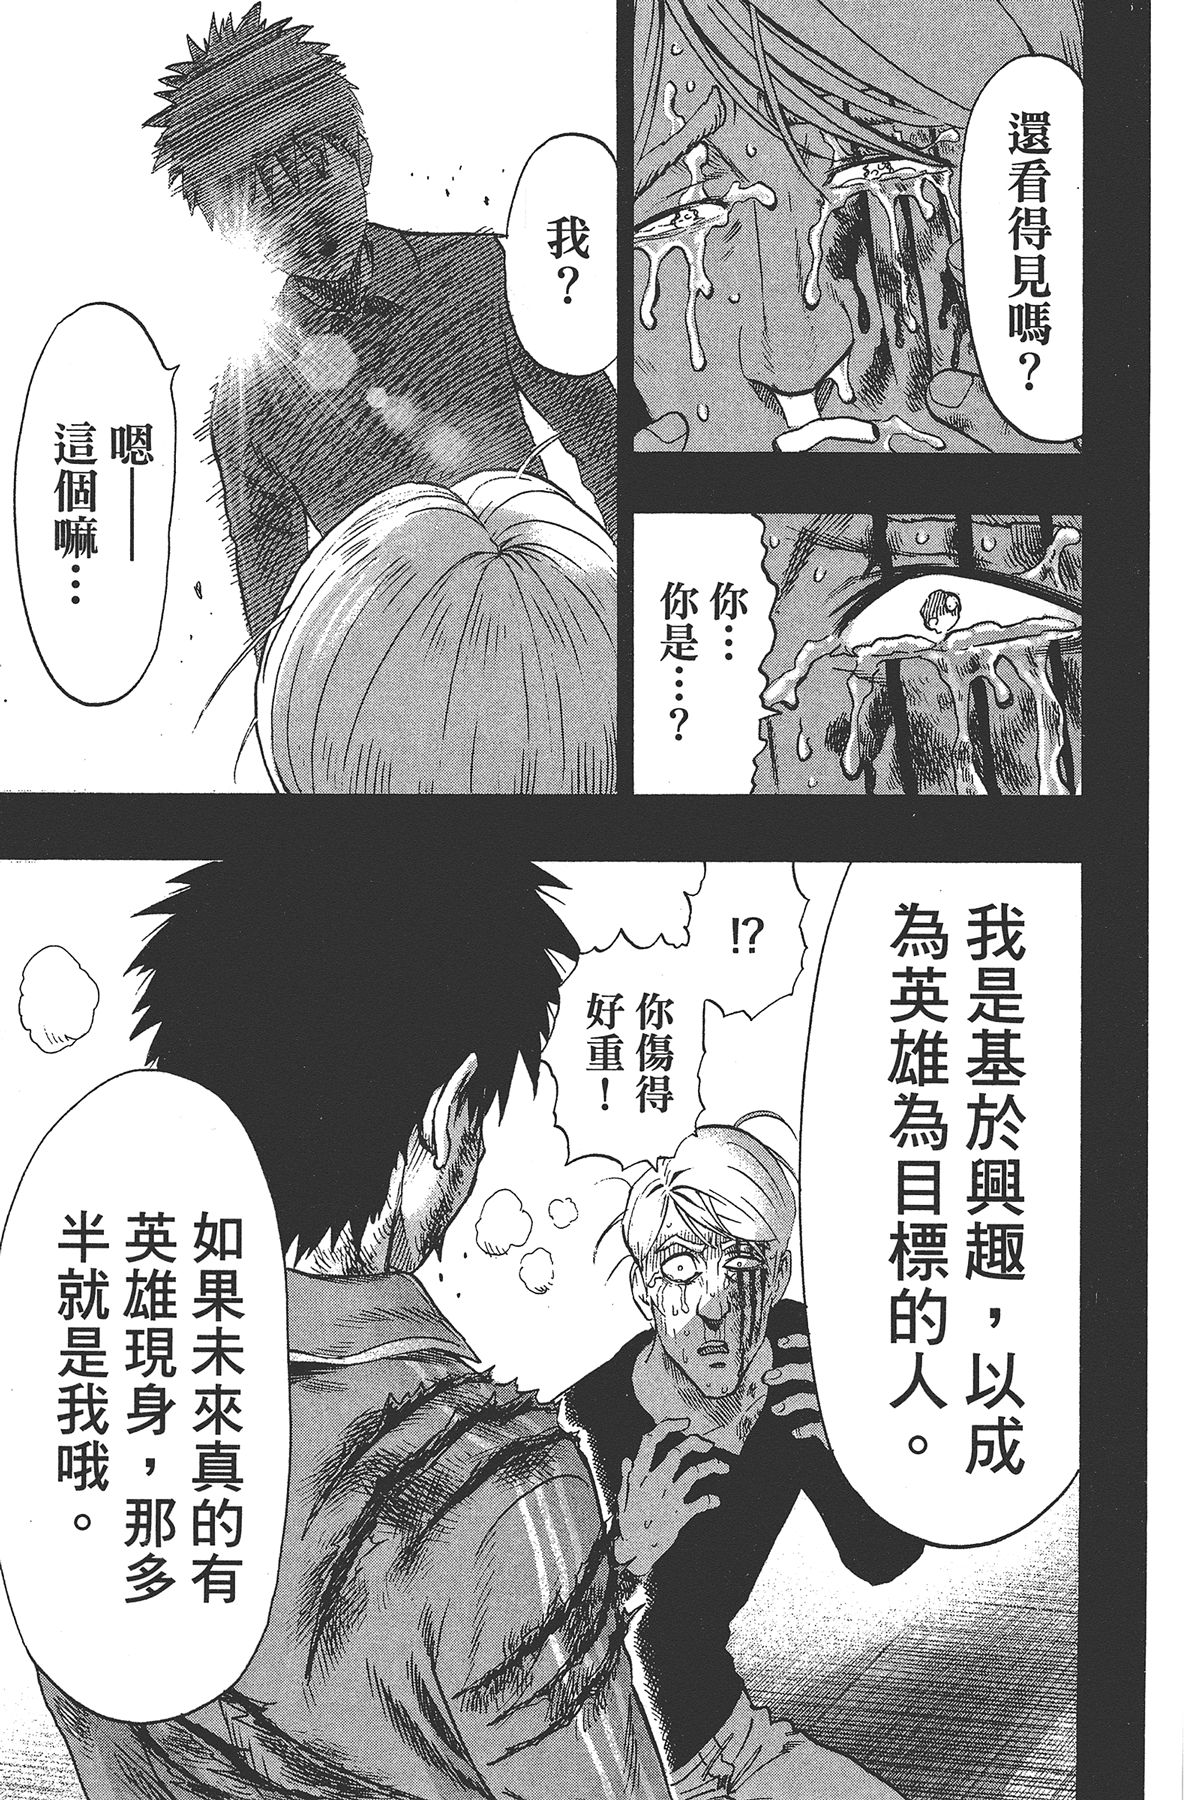 還看得見嗎？
你…
你是…？
我？
嗯——
這個嘛…
我是基於興趣，以成
為英雄為目標的人。
!?
你傷得
好重！
如果未來真的有
英雄現身，那多
半就是我哦。